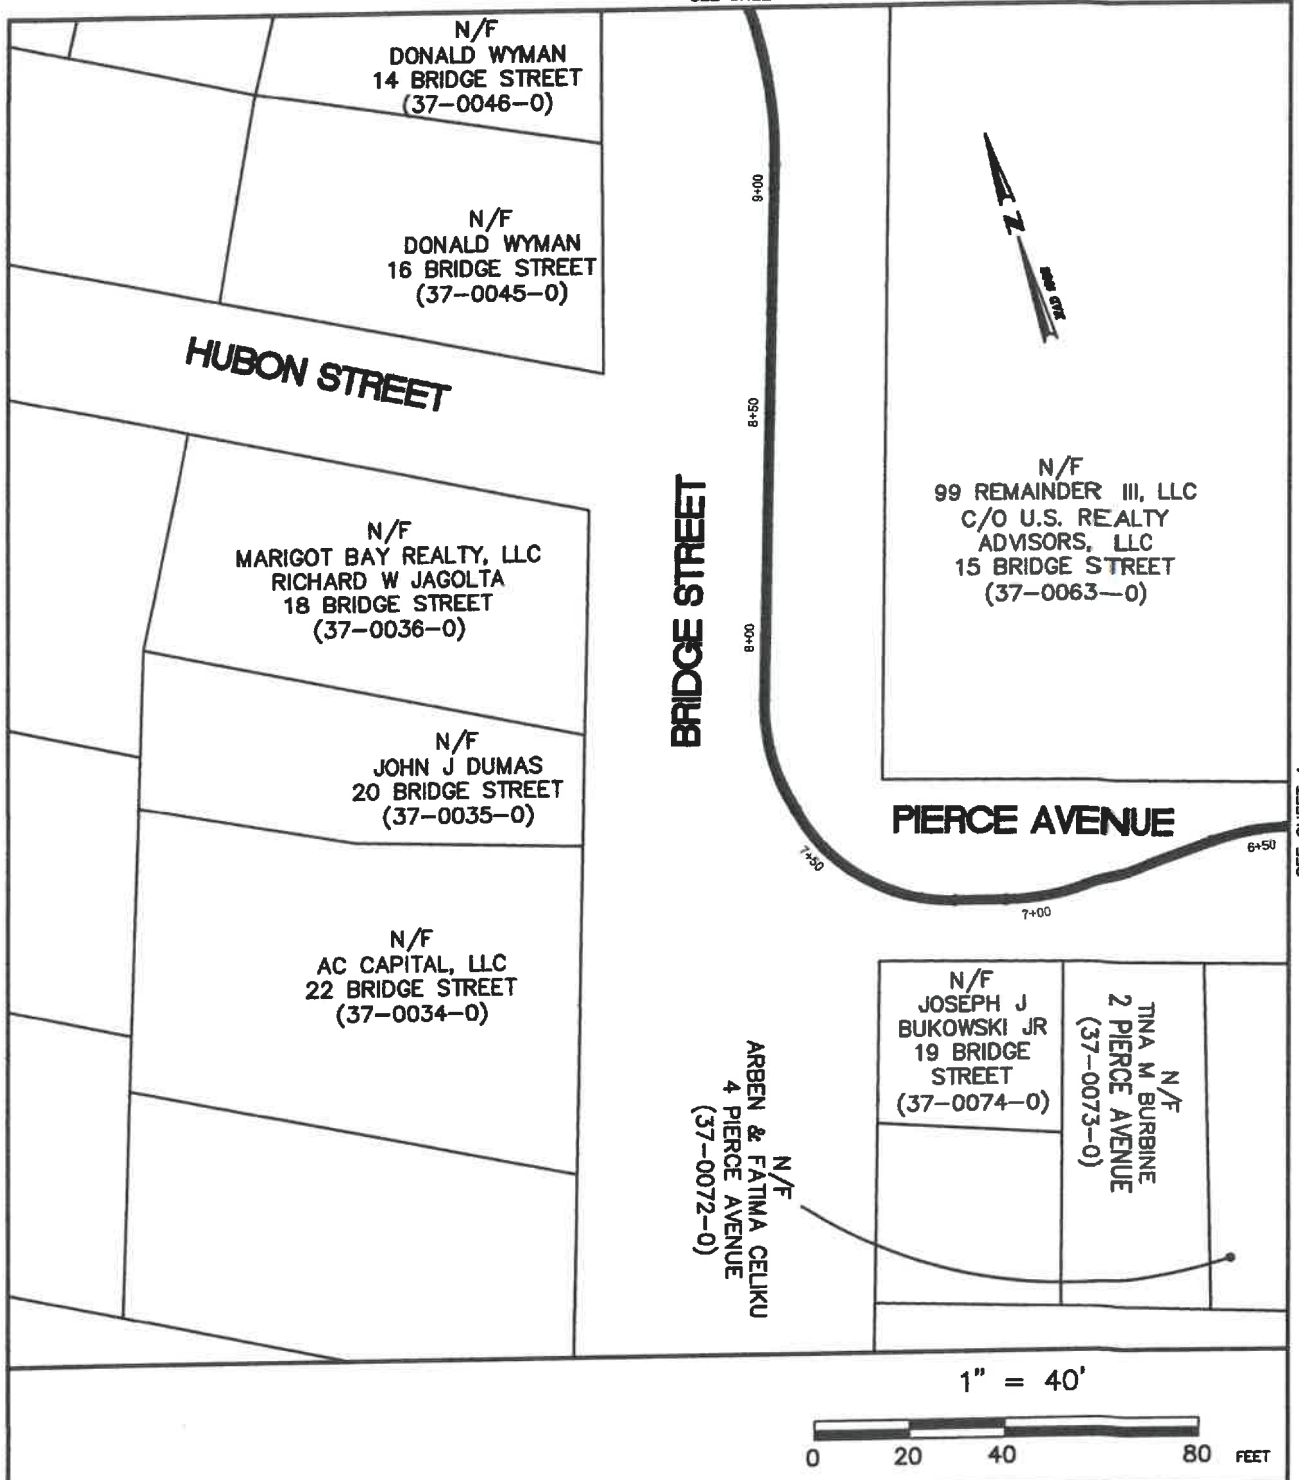 N/F
DONALD WYMAN
14 BRIDGE STREET
(37-0046-0)
N/F
DONALD WYMAN
16 BRIDGE STREET
(37-0045-0)
HUBON STREET
9+00
8+50
8+00
7+50
7+00
6+50
N
NAD 1983
BRIDGE STREET
N/F
99 REMAINDER III, LLC
C/O U.S. REALTY
ADVISORS, LLC
15 BRIDGE STREET
(37-0063-0)
N/F
MARIGOT BAY REALTY, LLC
RICHARD W JAGOLTA
18 BRIDGE STREET
(37-0036-0)
N/F
JOHN J DUMAS
20 BRIDGE STREET
(37-0035-0)
PIERCE AVENUE
N/F
AC CAPITAL, LLC
22 BRIDGE STREET
(37-0034-0)
N/F
JOSEPH J
BUKOWSKI JR
19 BRIDGE
STREET
(37-0074-0)
N/F
TINA M BURBINE
2 PIERCE AVENUE
(37-0073-0)
N/F
ARBEN & FATIMA CELIKU
4 PIERCE AVENUE
(37-0072-0)
1" = 40'
0 20 40 80 FEET